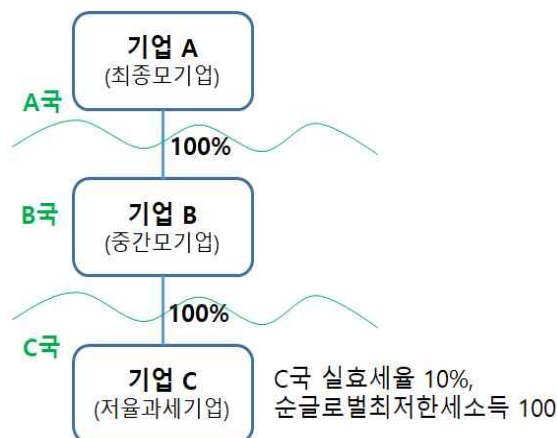 기업 A
(최종모기업)
A국
100%
B국
기업 B
(중간모기업)
100%
C국
기업 C
(저율과세기업)
C국 실효세율 10%,
순글로벌최저한세소득 100